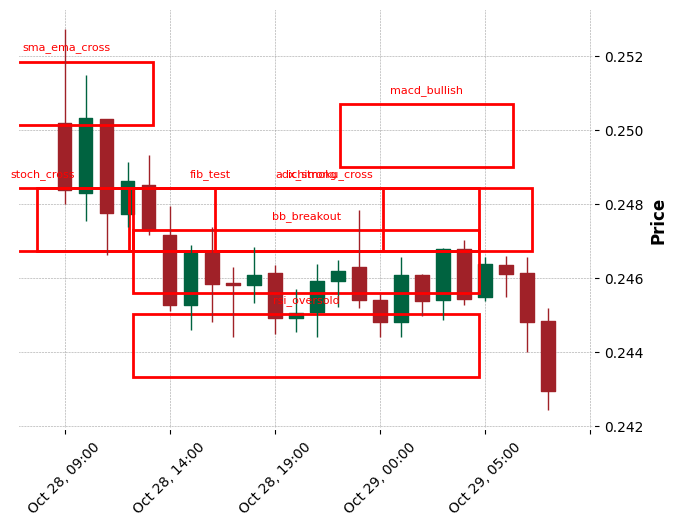 sma_ema_cross
macd_bullish
stoch_cross
fib_test
ichimoku_cross
bb_breakout
0.252
0.250
0.248
0.246
0.244
0.242
Price
Oct 28, 09:00
Oct 28, 14:00
Oct 28, 19:00
Oct 29, 00:00
Oct 29, 05:00